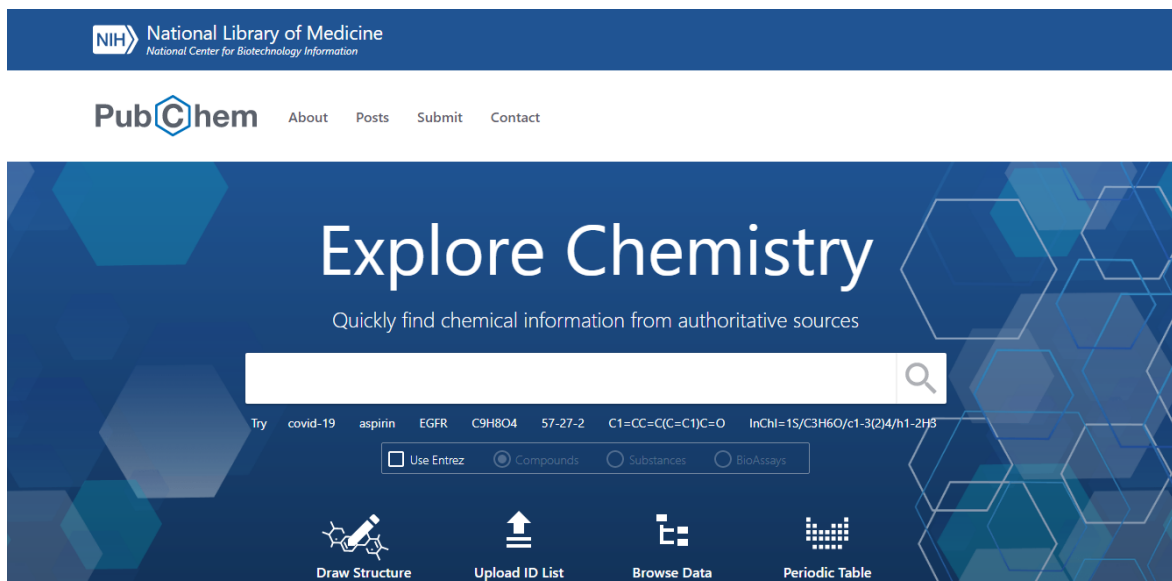 NIH National Library of Medicine
National Center for Biotechnology Information
PubChem About Posts Submit Contact
Explore Chemistry
Quickly find chemical information from authoritative sources
Try covid-19 aspirin EGFR C9H8O4 57-27-2 C1=CC=C(C=C1)C=O InChI=1S/C3H6O/c1-3(2)4/h1-2H3
Use Entrez Compounds Substances BioAssays
Draw Structure Upload ID List Browse Data Periodic Table